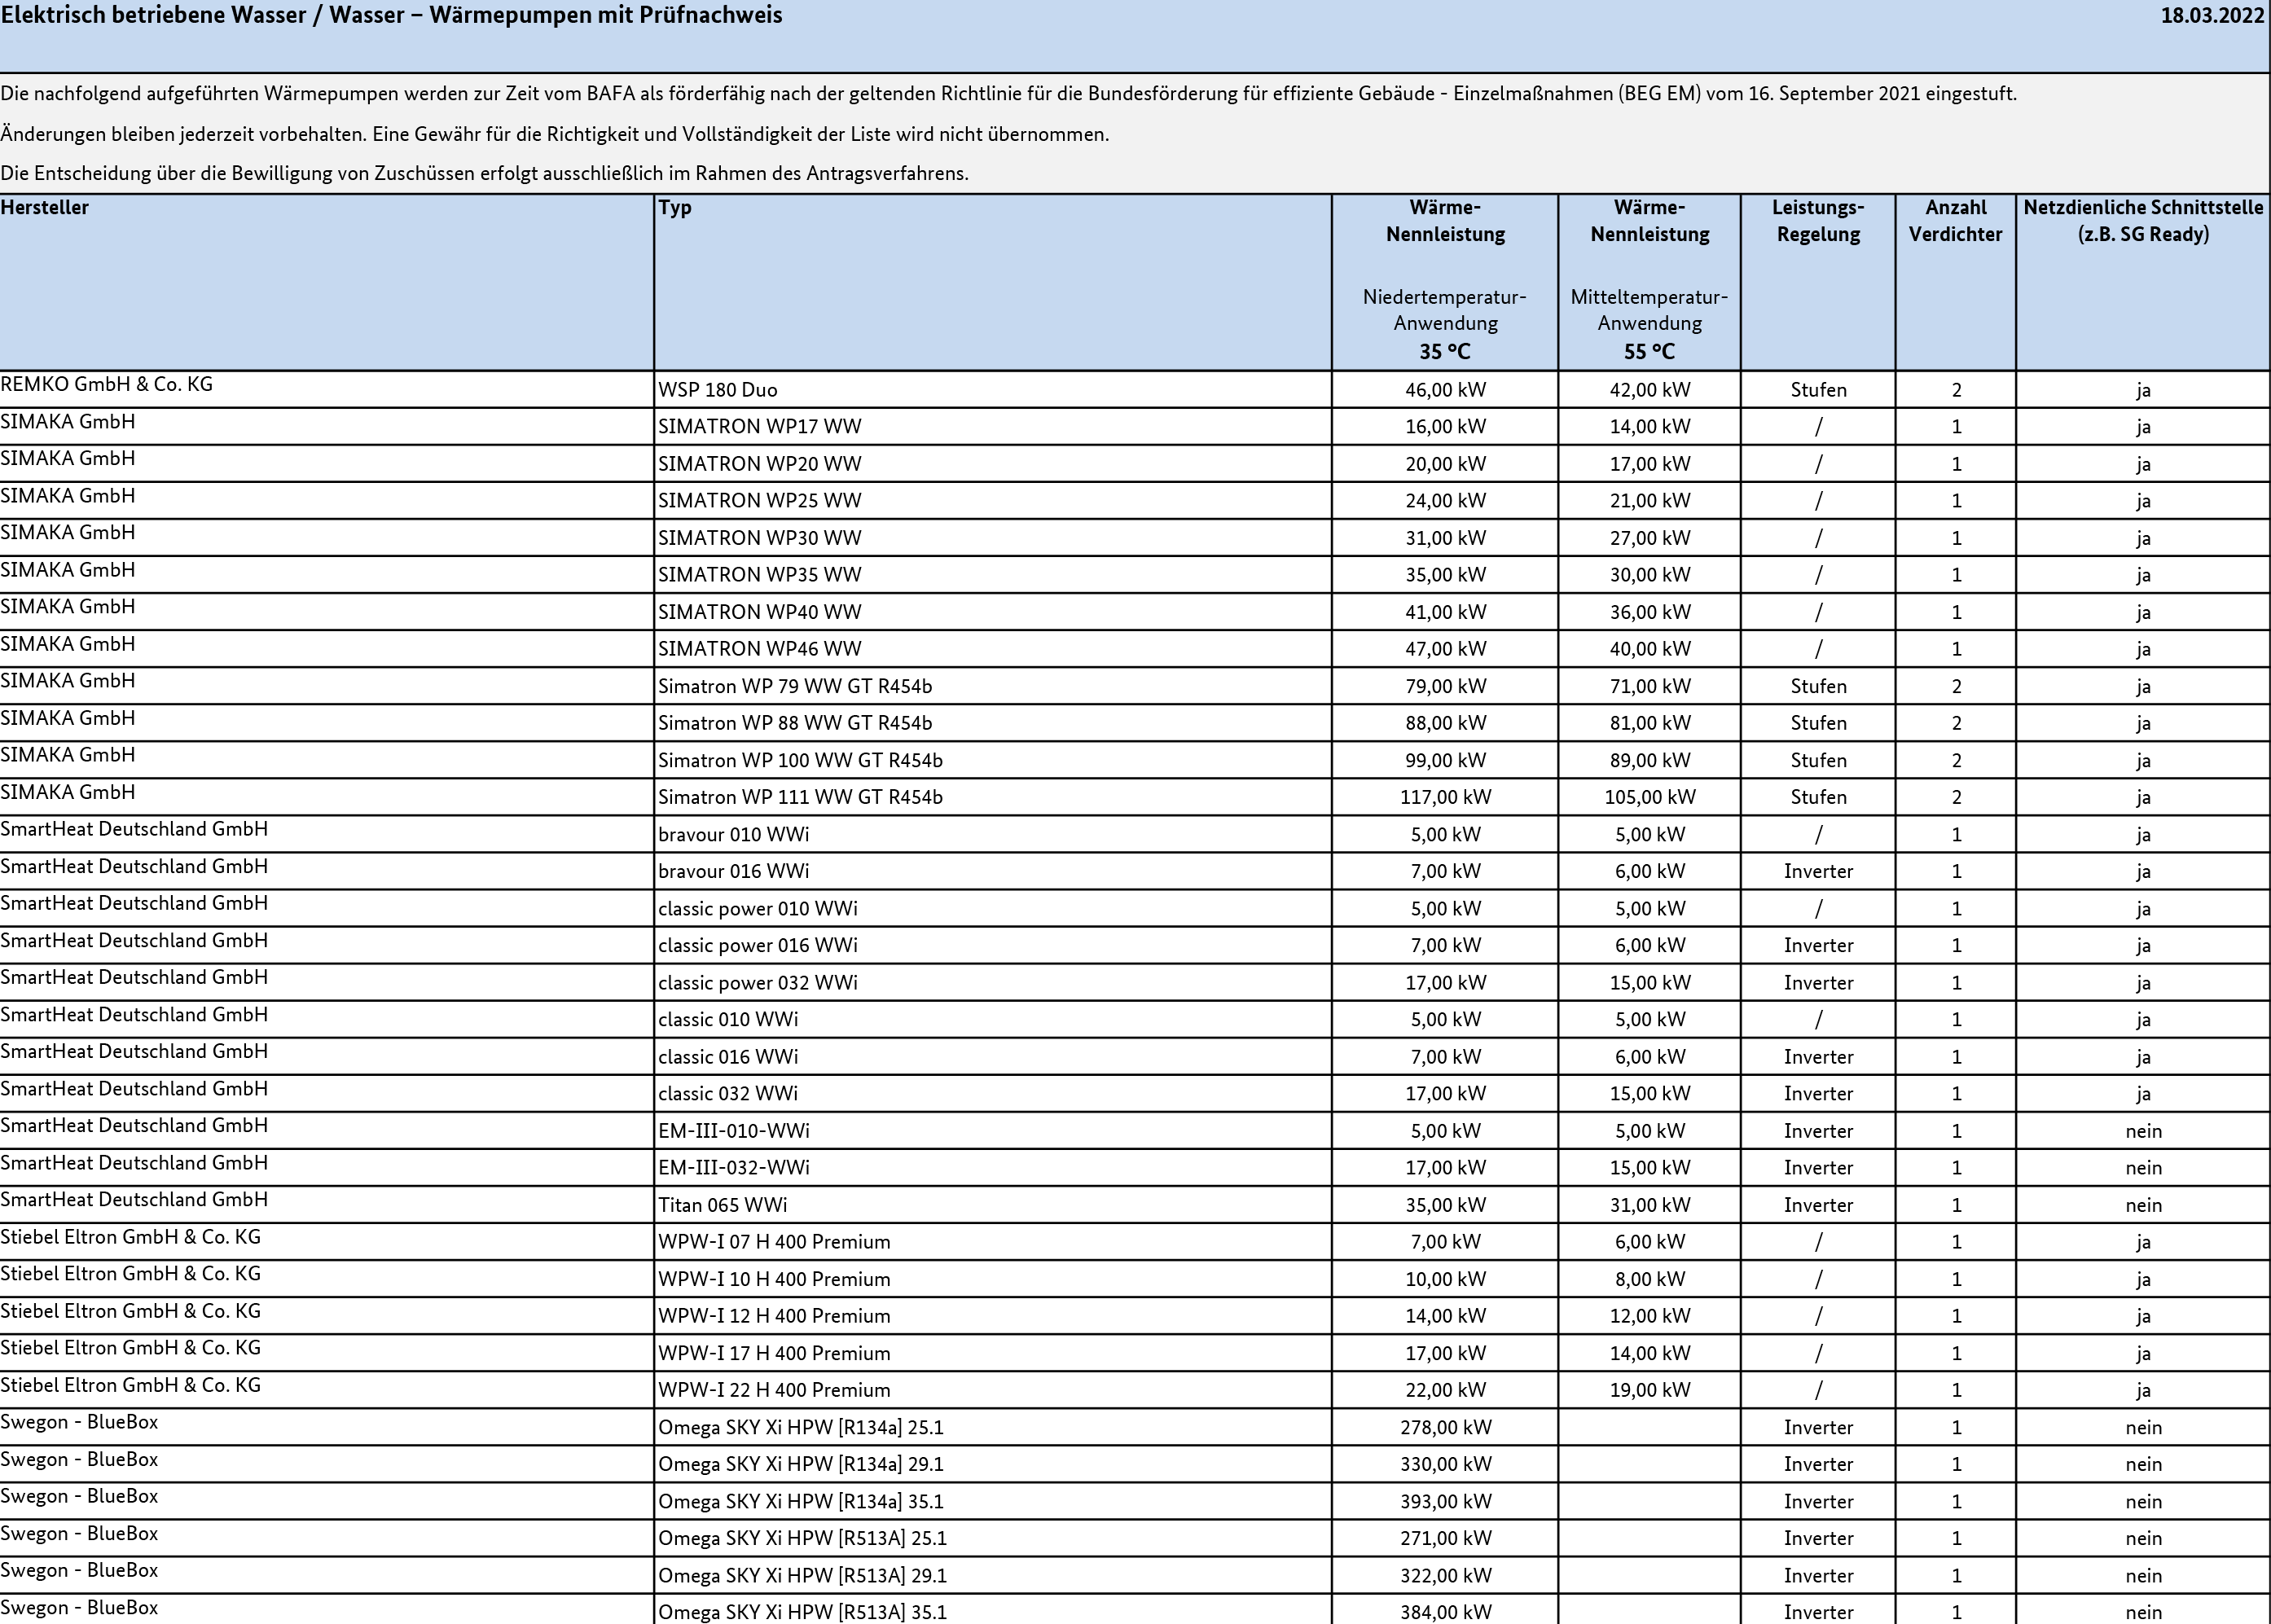 Elektrisch betriebene Wasser / Wasser – Wärmepumpen mit Prüfnachweis 18.03.2022
Die nachfolgend aufgeführten Wärmepumpen werden zur Zeit vom BAFA als förderfähig nach der geltenden Richtlinie für die Bundesförderung für effiziente Gebäude - Einzelmaßnahmen (BEG EM) vom 16. September 2021 eingestuft.
Änderungen bleiben jederzeit vorbehalten. Eine Gewähr für die Richtigkeit und Vollständigkeit der Liste wird nicht übernommen.
Die Entscheidung über die Bewilligung von Zuschüssen erfolgt ausschließlich im Rahmen des Antragsverfahrens.
Hersteller Typ Wärme- Wärme- Leistungs- Anzahl Netzdienliche Schnittstelle
Nennleistung Nennleistung Regelung Verdichter (z.B. SG Ready)
Niedertemperatur- Mitteltemperatur-
Anwendung Anwendung
35 °C 55 °C
REMKO GmbH & Co. KG WSP 180 Duo 46,00 kW 42,00 kW Stufen 2 ja
SIMAKA GmbH SIMATRON WP17 WW 16,00 kW 14,00 kW / 1 ja
SIMAKA GmbH SIMATRON WP20 WW 20,00 kW 17,00 kW / 1 ja
SIMAKA GmbH SIMATRON WP25 WW 24,00 kW 21,00 kW / 1 ja
SIMAKA GmbH SIMATRON WP30 WW 31,00 kW 27,00 kW / 1 ja
SIMAKA GmbH SIMATRON WP35 WW 35,00 kW 30,00 kW / 1 ja
SIMAKA GmbH SIMATRON WP40 WW 41,00 kW 36,00 kW / 1 ja
SIMAKA GmbH SIMATRON WP46 WW 47,00 kW 40,00 kW / 1 ja
SIMAKA GmbH Simatron WP 79 WW GT R454b 79,00 kW 71,00 kW Stufen 2 ja
SIMAKA GmbH Simatron WP 88 WW GT R454b 88,00 kW 81,00 kW Stufen 2 ja
SIMAKA GmbH Simatron WP 100 WW GT R454b 99,00 kW 89,00 kW Stufen 2 ja
SIMAKA GmbH Simatron WP 111 WW GT R454b 117,00 kW 105,00 kW Stufen 2 ja
SmartHeat Deutschland GmbH bravour 010 WWi 5,00 kW 5,00 kW / 1 ja
SmartHeat Deutschland GmbH bravour 016 WWi 7,00 kW 6,00 kW Inverter 1 ja
SmartHeat Deutschland GmbH classic power 010 WWi 5,00 kW 5,00 kW / 1 ja
SmartHeat Deutschland GmbH classic power 016 WWi 7,00 kW 6,00 kW Inverter 1 ja
SmartHeat Deutschland GmbH classic power 032 WWi 17,00 kW 15,00 kW Inverter 1 ja
SmartHeat Deutschland GmbH classic 010 WWi 5,00 kW 5,00 kW / 1 ja
SmartHeat Deutschland GmbH classic 016 WWi 7,00 kW 6,00 kW Inverter 1 ja
SmartHeat Deutschland GmbH classic 032 WWi 17,00 kW 15,00 kW Inverter 1 ja
SmartHeat Deutschland GmbH EM-III-010-WWi 5,00 kW 5,00 kW Inverter 1 nein
SmartHeat Deutschland GmbH EM-III-032-WWi 17,00 kW 15,00 kW Inverter 1 nein
SmartHeat Deutschland GmbH Titan 065 WWi 35,00 kW 31,00 kW Inverter 1 nein
Stiebel Eltron GmbH & Co. KG WPW-I 07 H 400 Premium 7,00 kW 6,00 kW / 1 ja
Stiebel Eltron GmbH & Co. KG WPW-I 10 H 400 Premium 10,00 kW 8,00 kW / 1 ja
Stiebel Eltron GmbH & Co. KG WPW-I 12 H 400 Premium 14,00 kW 12,00 kW / 1 ja
Stiebel Eltron GmbH & Co. KG WPW-I 17 H 400 Premium 17,00 kW 14,00 kW / 1 ja
Stiebel Eltron GmbH & Co. KG WPW-I 22 H 400 Premium 22,00 kW 19,00 kW / 1 ja
Swegon - BlueBox Omega SKY Xi HPW [R134a] 25.1 278,00 kW Inverter 1 nein
Swegon - BlueBox Omega SKY Xi HPW [R134a] 29.1 330,00 kW Inverter 1 nein
Swegon - BlueBox Omega SKY Xi HPW [R134a] 35.1 393,00 kW Inverter 1 nein
Swegon - BlueBox Omega SKY Xi HPW [R513A] 25.1 271,00 kW Inverter 1 nein
Swegon - BlueBox Omega SKY Xi HPW [R513A] 29.1 322,00 kW Inverter 1 nein
Swegon - BlueBox Omega SKY Xi HPW [R513A] 35.1 384,00 kW Inverter 1 nein